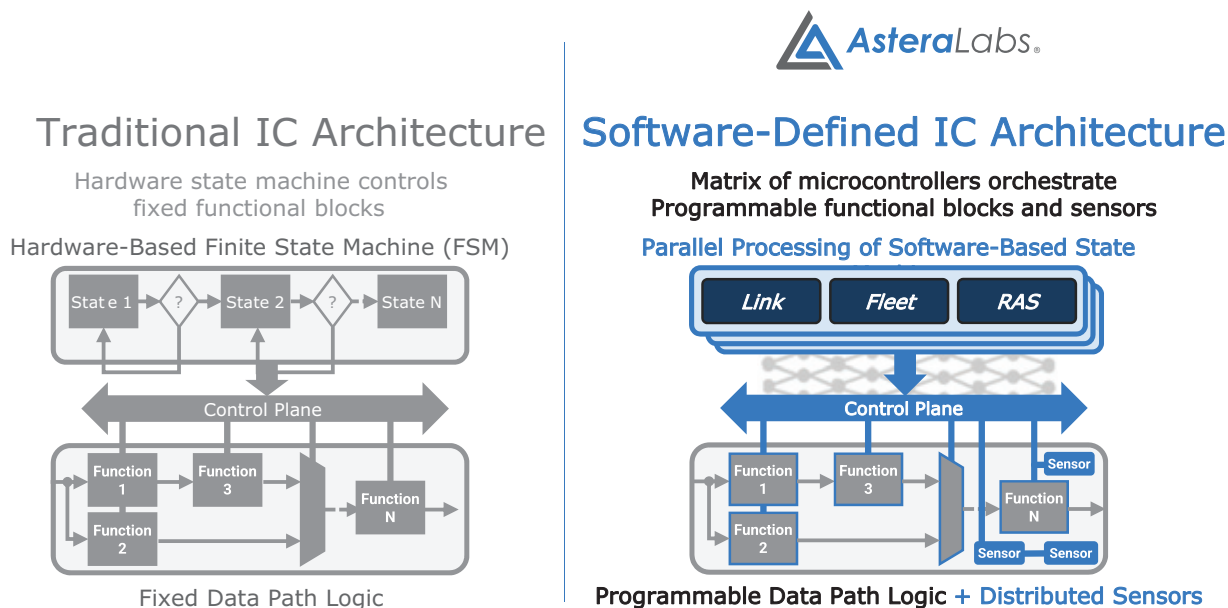 AsteraLabs®
Traditional IC Architecture
Hardware state machine controls
fixed functional blocks
Hardware-Based Finite State Machine (FSM)
State 1
?
State 2
?
State N
Control Plane
Function
1
Function
3
Function
2
Function
N
Fixed Data Path Logic
Software-Defined IC Architecture
Matrix of microcontrollers orchestrate
Programmable functional blocks and sensors
Parallel Processing of Software-Based State
Link
Fleet
RAS
Control Plane
Function
1
Function
3
Sensor
Function
N
Function
2
Sensor
Sensor
Programmable Data Path Logic + Distributed Sensors